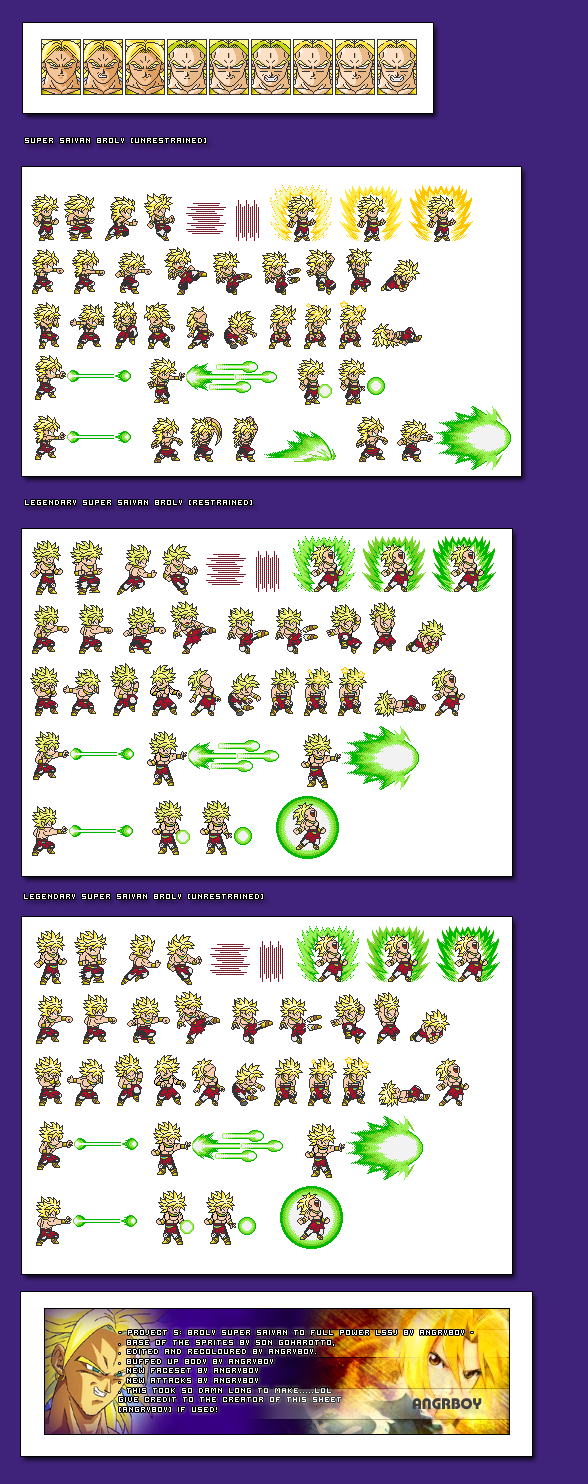 SUPER SAIYAN BROLY [UNRESTRAINED]
LEGENDARY SUPER SAIYAN BROLY [RESTRAINED]
LEGENDARY SUPER SAIYAN BROLY [UNRESTRAINED]
- PROJECT 5: BROLY SUPER SAIYAN TO FULL POWER LSSJ BY ANGRYBOY -
. BASE OF THE SPRITES BY SON GOHAROTTO,
. EDITED AND RECOLOURED BY ANGRYBOY.
. BUFFED UP BODY BY ANGRYBOY
. NEW FACESET BY ANGRYBOY
. NEW ATTACKS BY ANGRYBOY
. THIS TOOK SO DAMN LONG TO MAKE....LOL
GIVE CREDIT TO THE CREATOR OF THIS SHEET
[ANGRYBOY] IF USED!
ANGRBOY